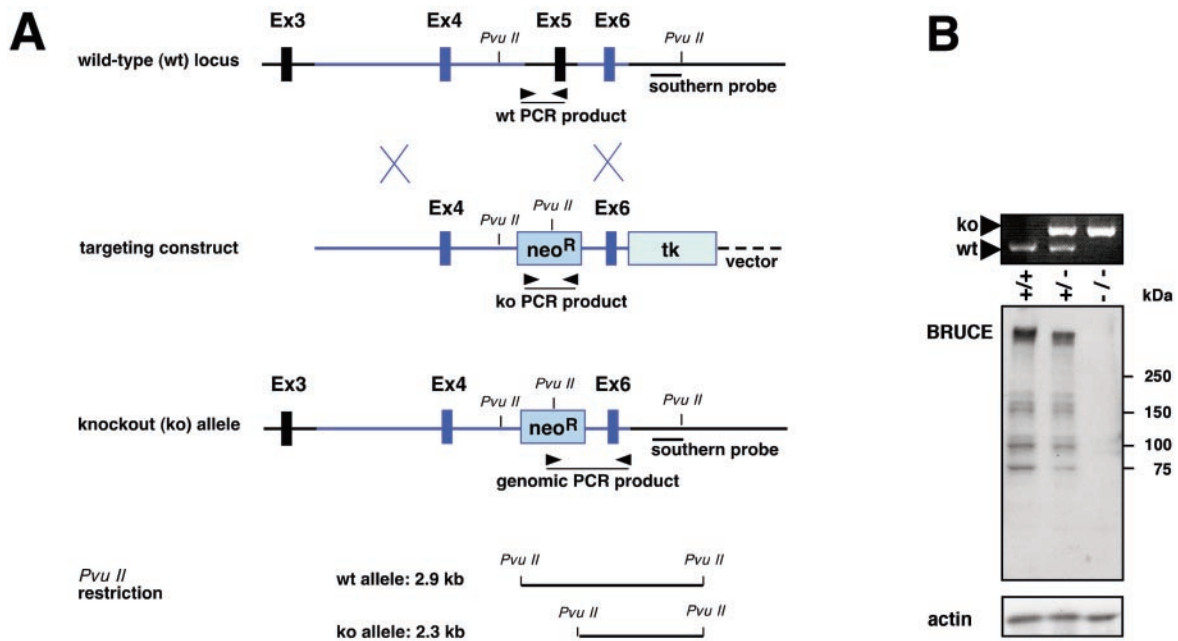 A
Ex3 Ex4 Pvu II Ex5 Ex6 Pvu II
wild-type (wt) locus
southern probe
wt PCR product
Ex4 Pvu II Pvu II Ex6
targeting construct
neoR
tk
vector
ko PCR product
Ex3 Ex4 Pvu II Pvu II Ex6 Pvu II
knockout (ko) allele
neoR
southern probe
genomic PCR product
Pvu II
restriction
Pvu II Pvu II
wt allele: 2.9 kb
Pvu II Pvu II
ko allele: 2.3 kb
B
ko
wt
+/+ +/- -/-
kDa
BRUCE
250
150
100
75
actin